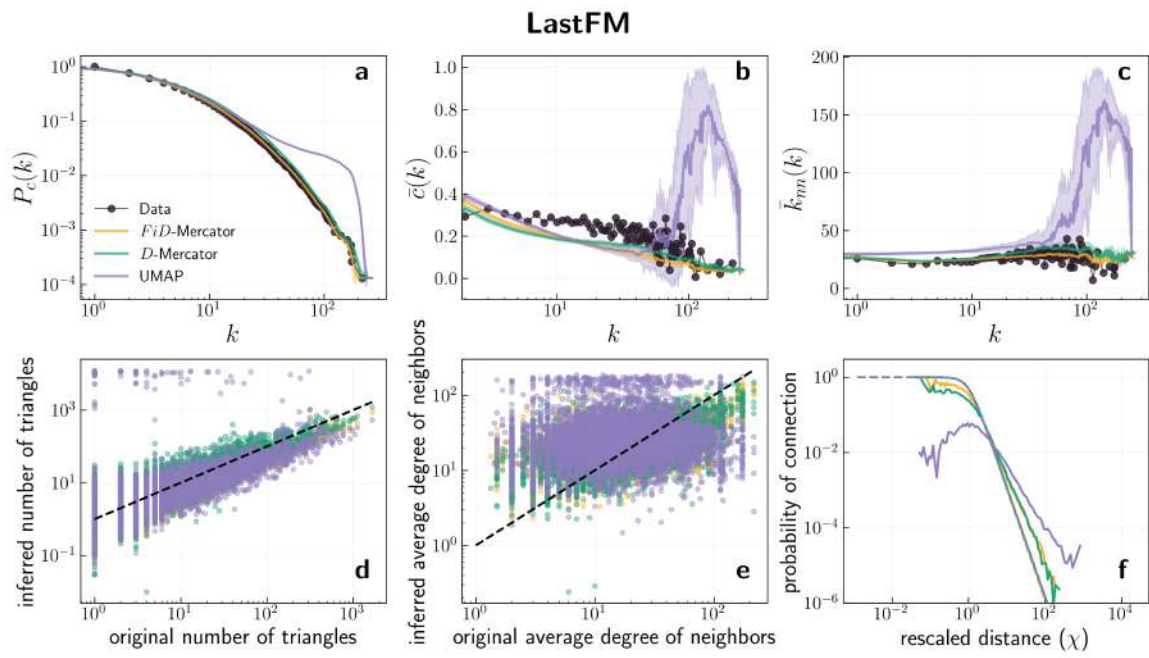 LastFM
a
P_c(k)
10^0
10^{-1}
10^{-2}
10^{-3}
10^{-4}
Data
FiD-Mercator
D-Mercator
UMAP
10^0
10^1
10^2
k
b
c̄(k)
1.0
0.8
0.6
0.4
0.2
0.0
10^1
10^2
k
c
k̄_{nn}(k)
200
150
100
50
0
10^0
10^1
10^2
k
d
inferred number of triangles
10^3
10^1
10^{-1}
10^0
10^1
10^2
10^3
original number of triangles
e
inferred average degree of neighbors
10^2
10^1
10^0
10^0
10^1
10^2
original average degree of neighbors
f
probability of connection
10^0
10^{-2}
10^{-4}
10^{-6}
10^{-2}
10^0
10^2
10^4
rescaled distance (χ)